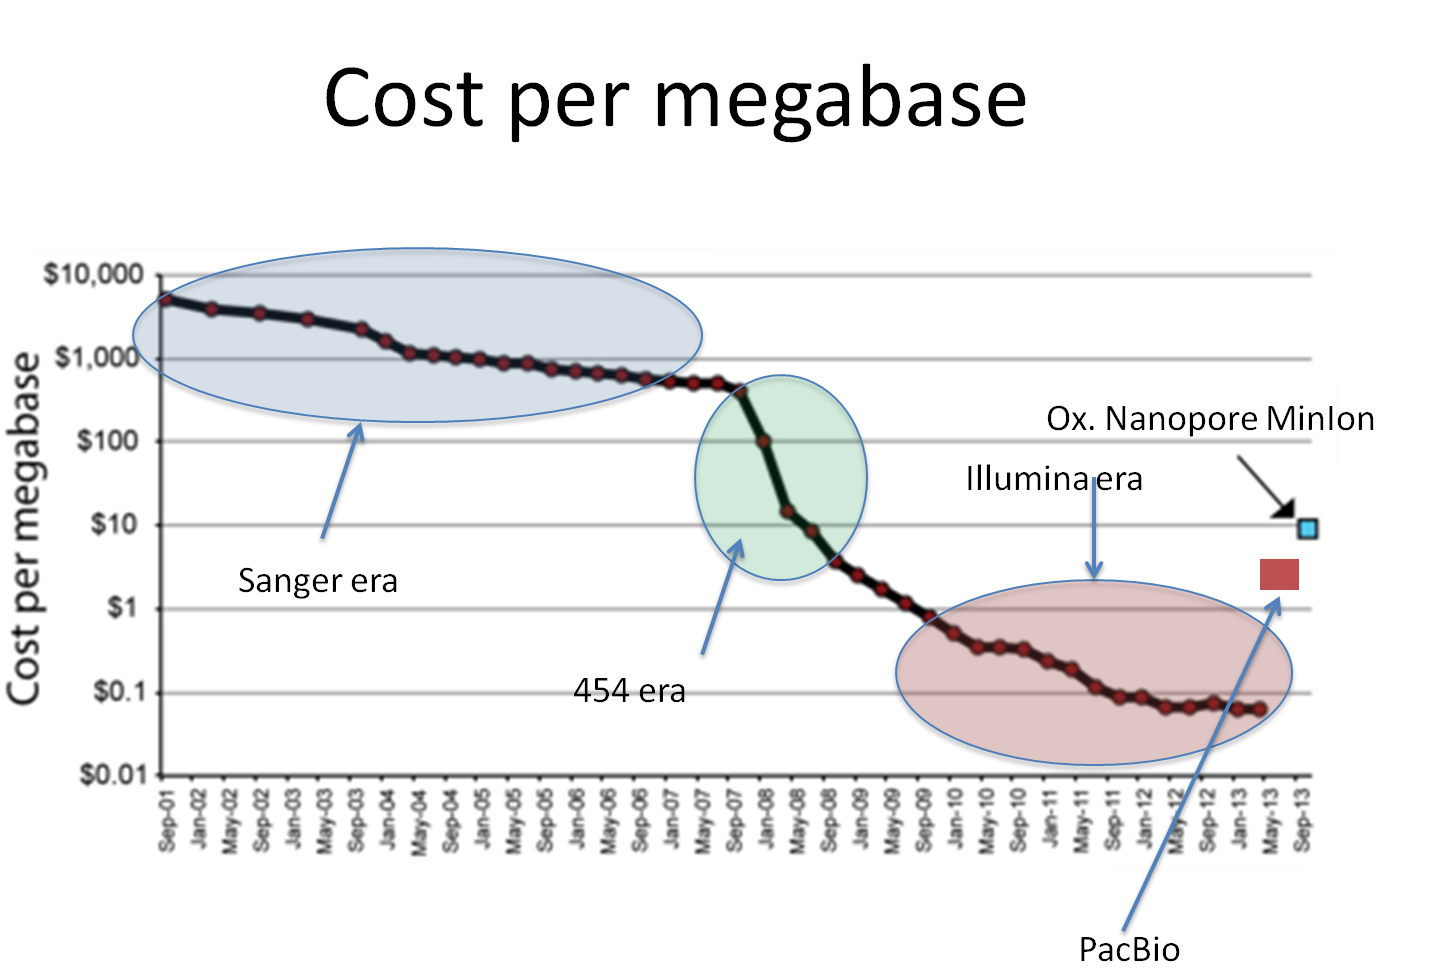 Cost per megabase
Cost per megabase
$10,000
$1,000
$100
$10
$1
$0.1
$0.01
Ox. Nanopore MinIon
Illumina era
Sanger era
454 era
Sep-01
Jan-02
May-02
Sep-02
Jan-03
May-03
Sep-03
Jan-04
May-04
Sep-04
Jan-05
May-05
Sep-05
Jan-06
May-06
Sep-06
Jan-07
May-07
Sep-07
Jan-08
May-08
Sep-08
Jan-09
May-09
Sep-09
Jan-10
May-10
Sep-10
Jan-11
May-11
Sep-11
Jan-12
May-12
Sep-12
Jan-13
May-13
Sep-13
PacBio